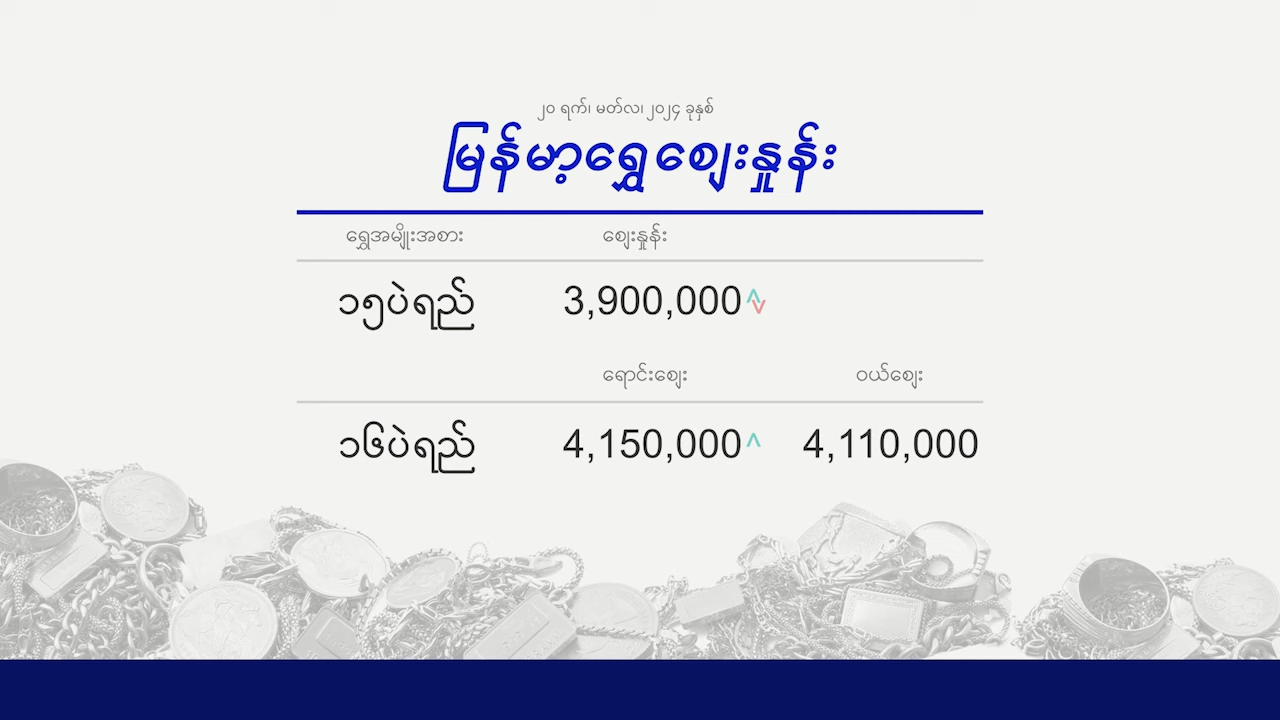 ၂၀ ရက်၊ မတ်လ၊၂၀၂၄ ခုနှစ်
မြန်မာ့ရွှေဈေးနှုန်း
ရွှေအမျိုးအစား ဈေးနှုန်း
၁၅ပဲရည် 3,900,000
ရောင်းဈေး ဝယ်ဈေး
၁၆ပဲရည် 4,150,000 4,110,000